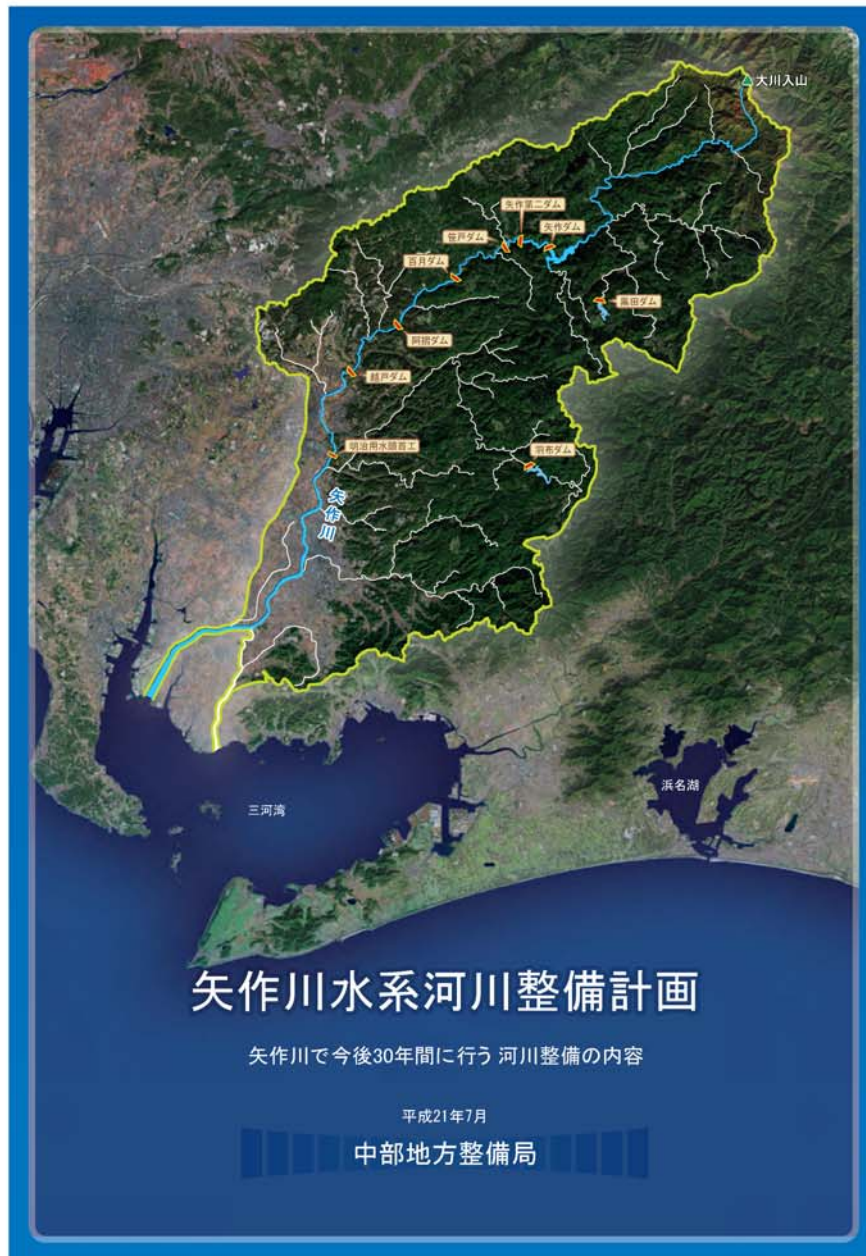 大川入山
矢作第二ダム
矢作ダム
笹戸ダム
百月ダム
黒田ダム
阿摺ダム
越戸ダム
明治用水頭首工
羽布ダム
矢作川
三河湾
浜名湖
矢作川水系河川整備計画
矢作川で今後30年間に行う 河川整備の内容
平成21年7月
中部地方整備局